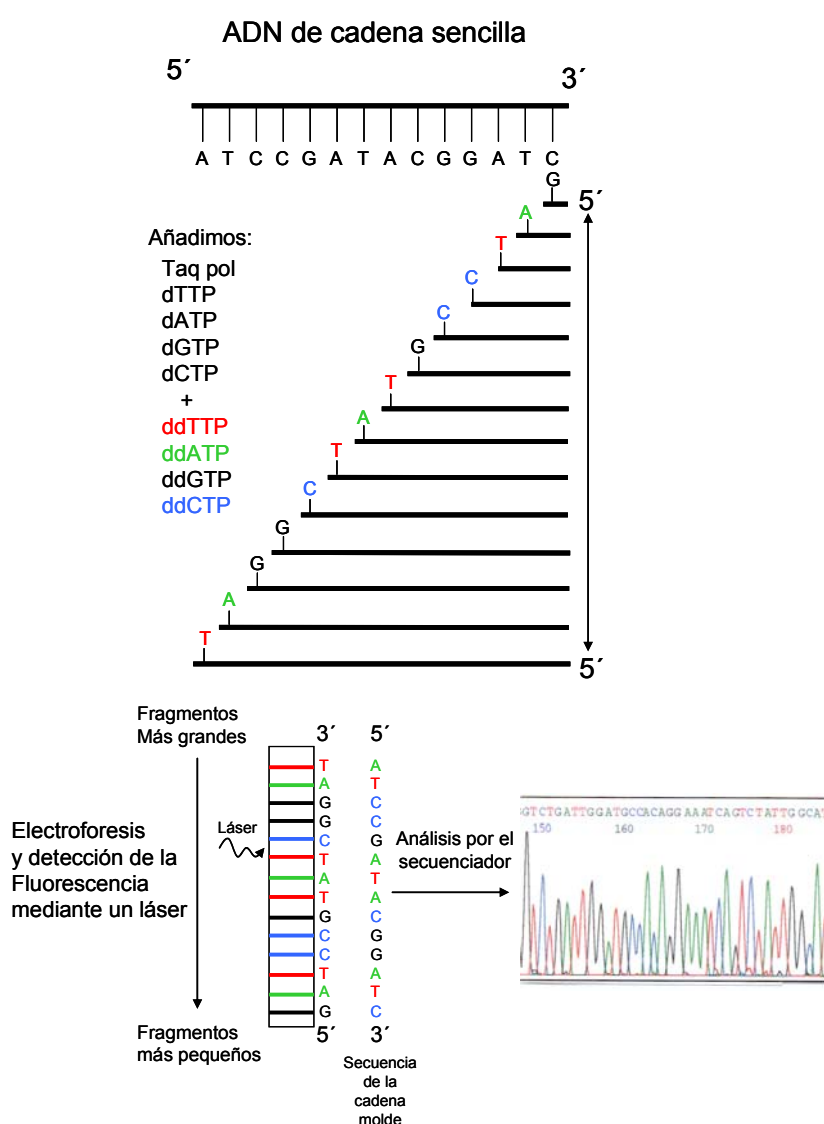 ADN de cadena sencilla
5´ 3´
A T C C G A T A C G G A T C
G
5´
A
T
C
C
G
T
A
T
C
G
G
A
T
5´
Añadimos:
Taq pol
dTTP
dATP
dGTP
dCTP
+
ddTTP
ddATP
ddGTP
ddCTP
Fragmentos
Más grandes
Electroforesis
y detección de la
Fluorescencia
mediante un láser
Fragmentos
más pequeños
Láser
3´ 5´
T A
A T
G C
G C
C G
T A
A T
T A
G C
C G
C G
T A
A T
G C
5´ 3´
Secuencia
de la
cadena
molde
Análisis por el
secuenciador
GTCTGATTGGATGCCACAGGAAATCAGTCTATTGGCA
150 160 170 180